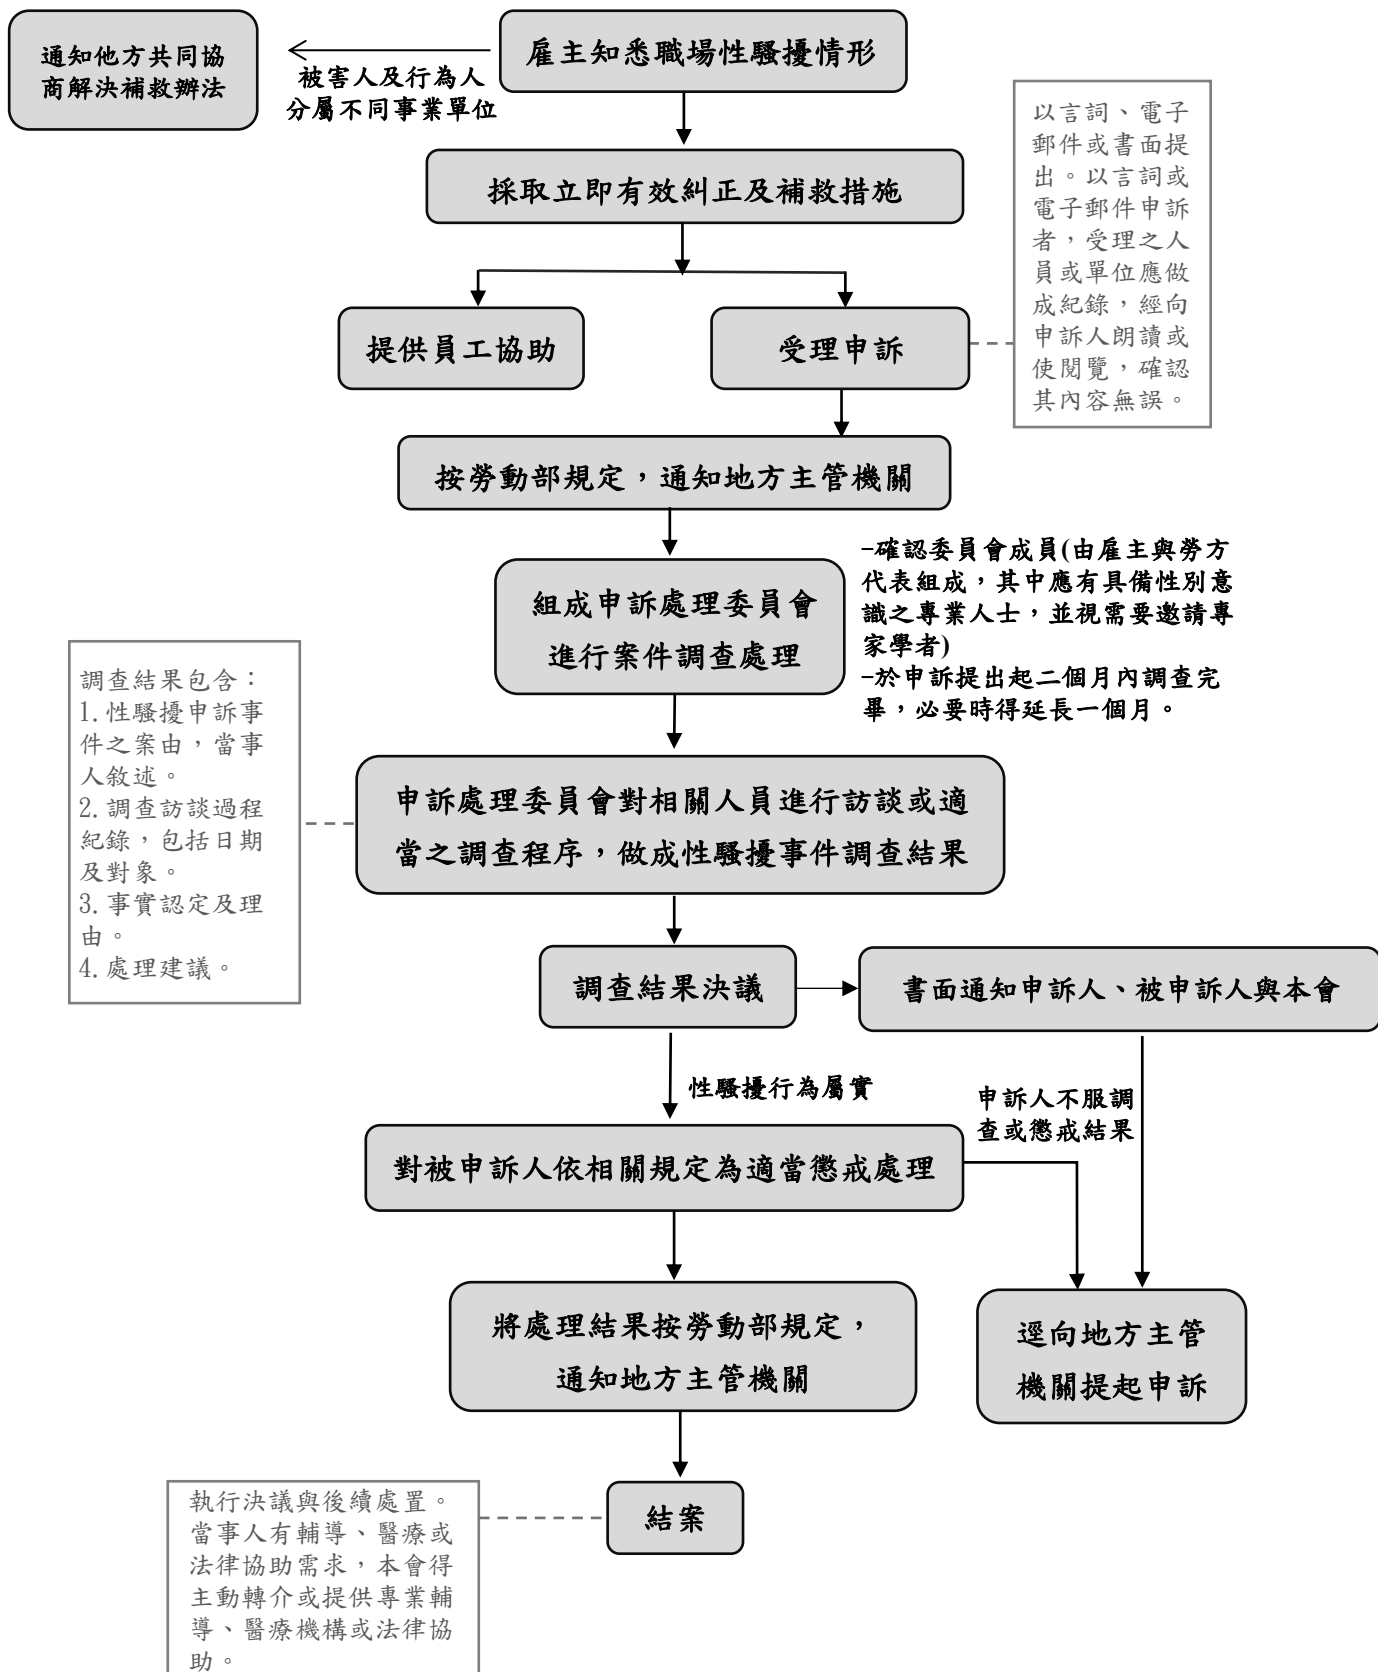 雇主知悉職場性騷擾情形
通知他方共同協
商解決補救辦法
被害人及行為人
分屬不同事業單位
採取立即有效糾正及補救措施
以言詞、電子
郵件或書面提
出。以言詞或
電子郵件申訴
者，受理之人
員或單位應做
成紀錄，經向
申訴人朗讀或
使閱覽，確認
其內容無誤。
提供員工協助
受理申訴
按勞動部規定，通知地方主管機關
組成申訴處理委員會
進行案件調查處理
-確認委員會成員(由雇主與勞方
代表組成，其中應有具備性別意
識之專業人士，並視需要邀請專
家學者)
-於申訴提出起二個月內調查完
畢，必要時得延長一個月。
調查結果包含：
1.性騷擾申訴事
件之案由，當事
人敘述。
2.調查訪談過程
紀錄，包括日期
及對象。
3.事實認定及理
由。
4.處理建議。
申訴處理委員會對相關人員進行訪談或適
當之調查程序，做成性騷擾事件調查結果
調查結果決議
書面通知申訴人、被申訴人與本會
性騷擾行為屬實
申訴人不服調
查或懲戒結果
對被申訴人依相關規定為適當懲戒處理
將處理結果按勞動部規定，
通知地方主管機關
逕向地方主管
機關提起申訴
結案
執行決議與後續處置。
當事人有輔導、醫療或
法律協助需求，本會得
主動轉介或提供專業輔
導、醫療機構或法律協
助。